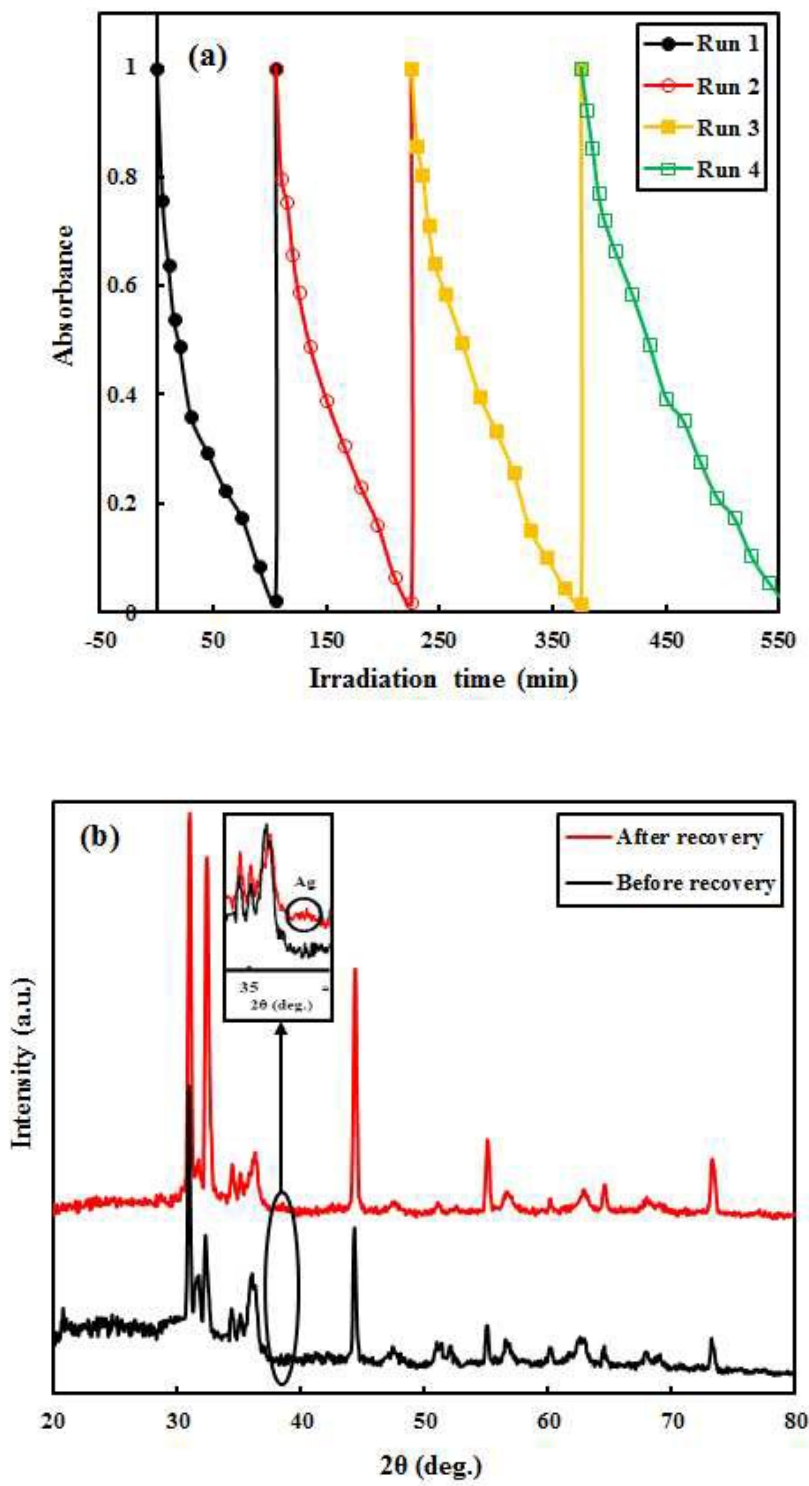 (a)
Run 1
Run 2
Run 3
Run 4
1
0.8
0.6
0.4
0.2
0
Absorbance
-50 50 150 250 350 450 550
Irradiation time (min)
(b)
After recovery
Before recovery
Ag
35
2θ (deg.)
Intensity (a.u.)
20 30 40 50 60 70 80
2θ (deg.)